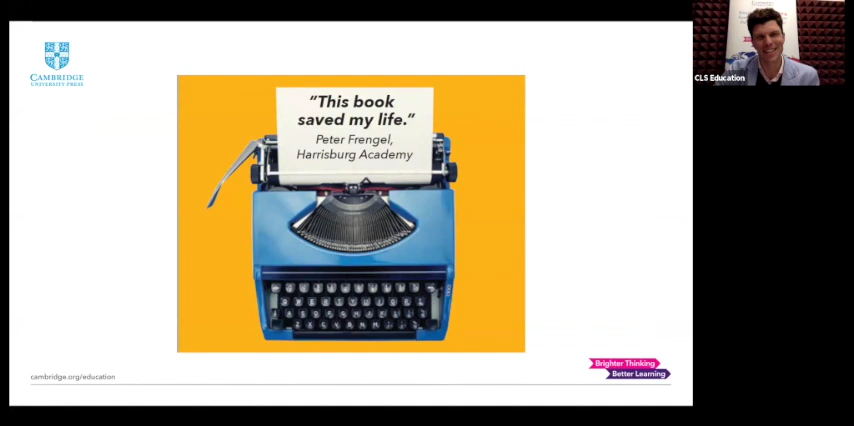 CAMBRIDGE
UNIVERSITY PRESS
“This book
saved my life.”
Peter Frengel,
Harrisburg Academy
CLS Education
cambridge.org/education
Brighter Thinking
Better Learning